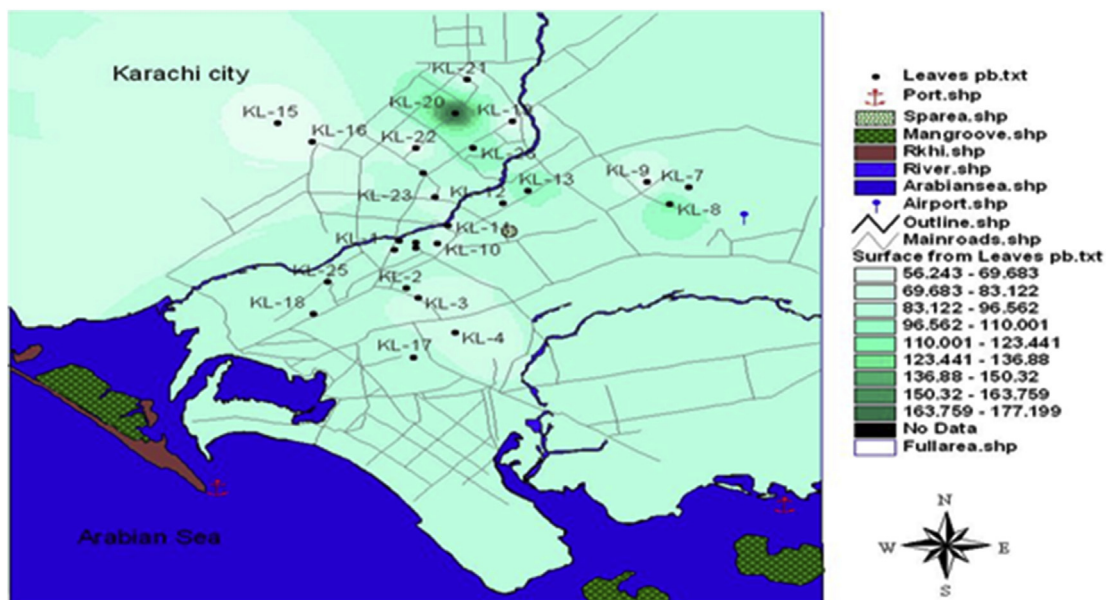 KL-21
Karachi city
KL-20
KL-15
KL-19
KL-16
KL-22
KL-9
KL-7
KL-13
KL-23
KL-12
KL-8
KL-11
KL-1
KL-10
KL-25
KL-2
KL-18
KL-3
KL-4
KL-17
Arabian Sea
Leaves pb.txt
Port.shp
Sparea.shp
Mangroove.shp
Rkhi.shp
River.shp
Arabiansea.shp
Airport.shp
Outline.shp
Mainroads.shp
Surface from Leaves pb.txt
56.243 - 69.683
69.683 - 83.122
83.122 - 96.562
96.562 - 110.001
110.001 - 123.441
123.441 - 136.88
136.88 - 150.32
150.32 - 163.759
163.759 - 177.199
No Data
Fullarea.shp
N
W
E
S